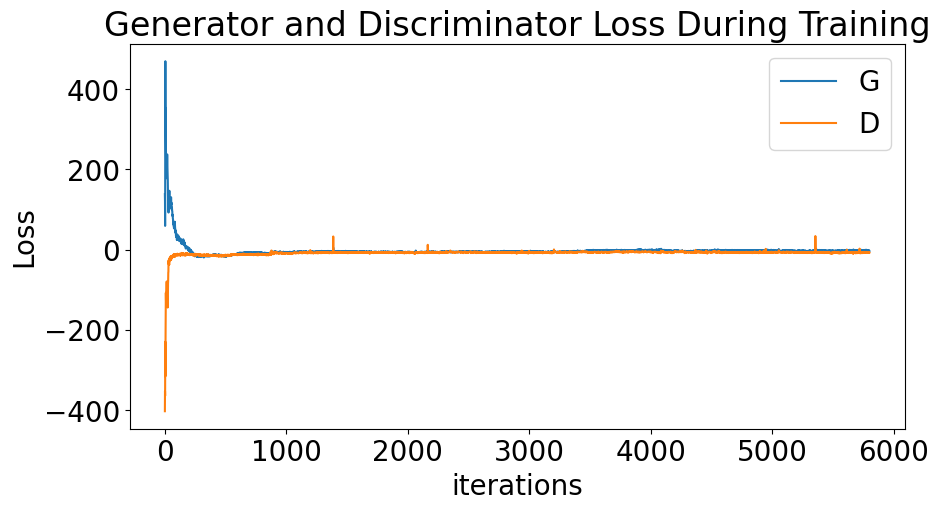 Generator and Discriminator Loss During Training
G
D
Loss
400
200
0
−200
−400
0 1000 2000 3000 4000 5000 6000
iterations